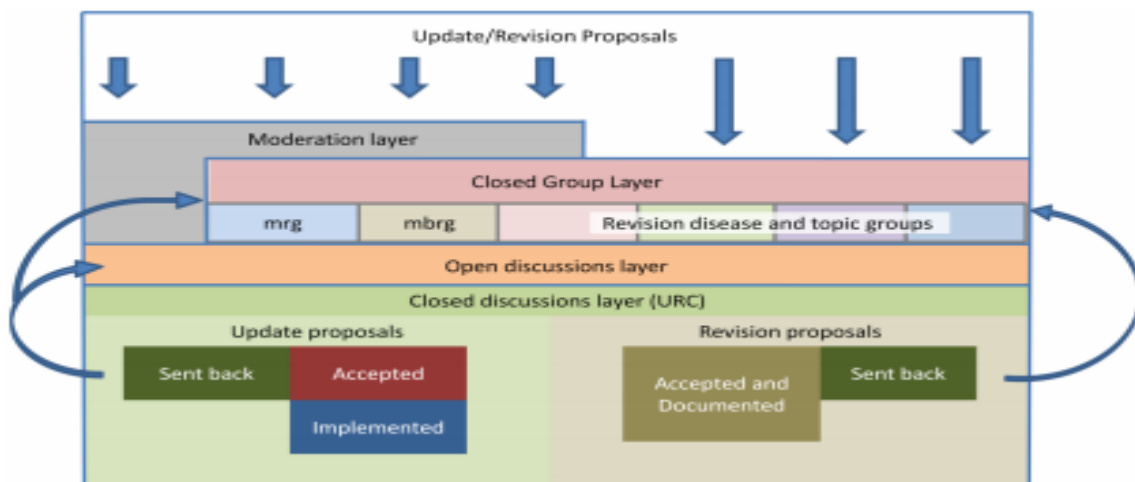 Update/Revision Proposals
Moderation layer
Closed Group Layer
mrg
mbrg
Revision disease and topic groups
Open discussions layer
Closed discussions layer (URC)
Update proposals
Revision proposals
Sent back
Accepted
Implemented
Accepted and
Documented
Sent back